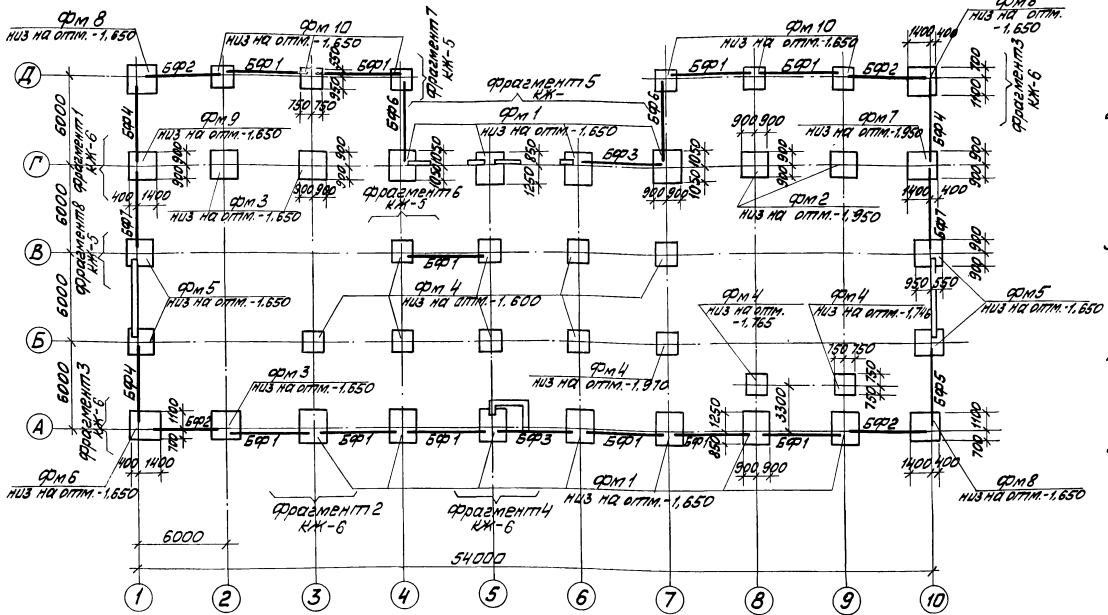 Фм 8
низ на отм.-1,650
Фм 10
низ на отм.-1,650
Фрагмент 7
КЖ-5
Фм 10
низ на отм.-1,650
низ на отм.
-1,650
1400 400
700
1100
Фрагмент 3
КЖ-6
Д
БФ2
БФ1
БФ1
750 750
БФ1
БФ1
БФ2
6000
БФ4
БФ6
Фрагмент 5
КЖ-
БФ6
БФ4
Фрагмент 1
КЖ-6
Фм 9
низ на отм.-1,650
Фм 1
низ на отм.-1,650
900 900
Фм 7
низ на отм.-1,950
Г
900 900
400 1400
Фм 3
низ на отм.-1,650
900 900
900 900
1050 1050
850
1250
БФ3
1050 1050
900 900
900 900
Фм 2
низ на отм.-1,950
900 900
1400 400
Фрагмент 6
КЖ-5
6000
БФ7
БФ7
Фрагмент 8
КЖ-5
В
БФ1
900 900
950 550
Фм 5
низ на отм.-1,650
Фм 4
низ на отм.-1,600
Фм 4
низ на отм.
-1,765
Фм 4
низ на отм.-1,746
Фм 5
низ на отм.-1,650
6000
Б
750 750
750 750
Фм 4
низ на отм.-1,970
6000
БФ4
БФ5
Фрагмент 3
КЖ-6
Фм 3
низ на отм.-1,650
3300
А
1100
700
БФ2
БФ1
БФ1
БФ1
БФ3
БФ1
БФ1
1250
850
БФ1
БФ2
1100
700
400 1400
900 900
1400 400
Фм 6
низ на отм.-1,650
Фм 1
низ на отм.-1,650
Фм 8
низ на отм.-1,650
Фрагмент 2
КЖ-6
Фрагмент 4
КЖ-6
6000
54000
1 2 3 4 5 6 7 8 9 10